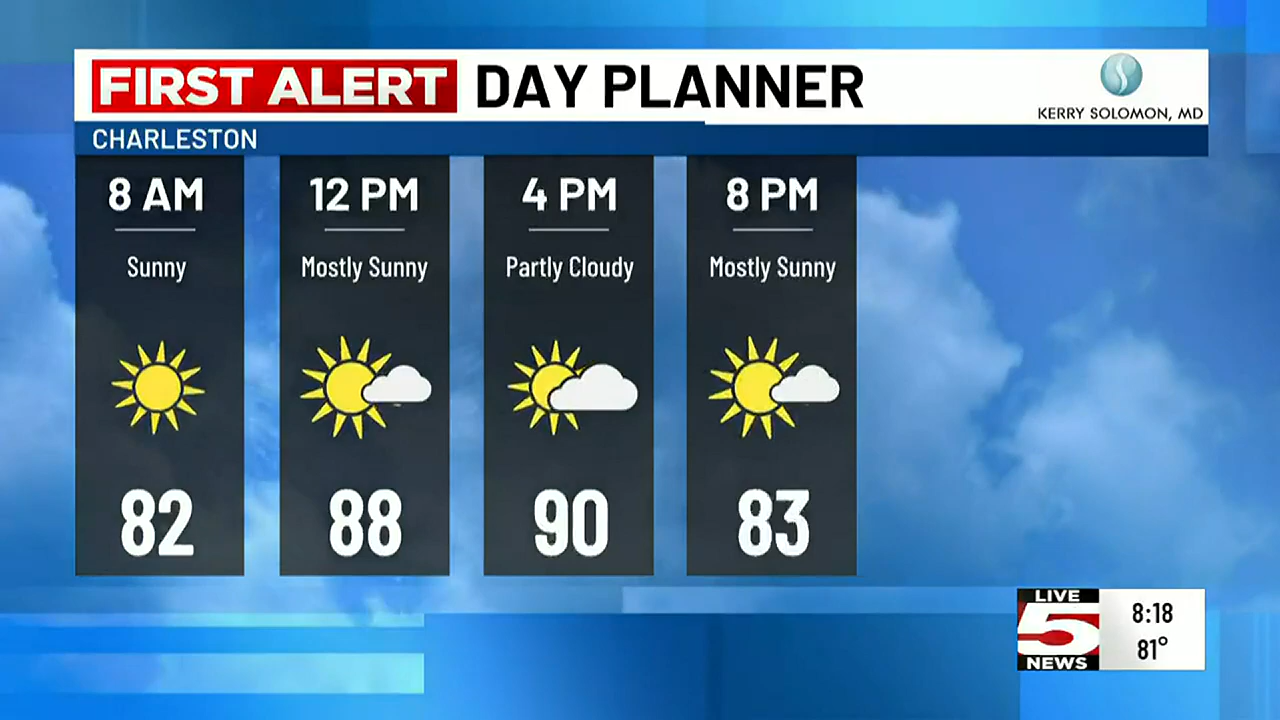 FIRST ALERT DAY PLANNER
KERRY SOLOMON, MD
CHARLESTON
8 AM
Sunny
82
12 PM
Mostly Sunny
88
4 PM
Partly Cloudy
90
8 PM
Mostly Sunny
83
LIVE
5
NEWS
8:18
81°